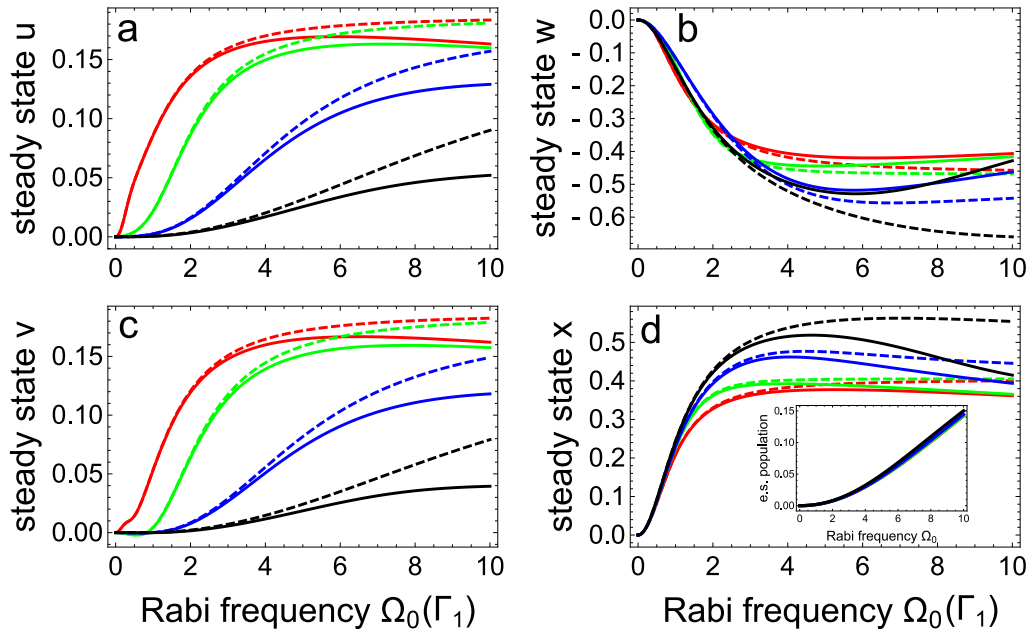 a
steady state u
0.15
0.10
0.05
0.00
0 2 4 6 8 10
b
steady state w
0.0
- 0.1
- 0.2
- 0.3
- 0.4
- 0.5
- 0.6
0 2 4 6 8 10
c
steady state v
0.15
0.10
0.05
0.00
0 2 4 6 8 10
Rabi frequency Ω₀(Γ₁)
d
steady state x
0.5
0.4
0.3
0.2
0.1
0.0
0 2 4 6 8 10
Rabi frequency Ω₀(Γ₁)
e.s. population
0.15
0.10
0.05
0.00
0 2 4 6 8 10
Rabi frequency Ω₀